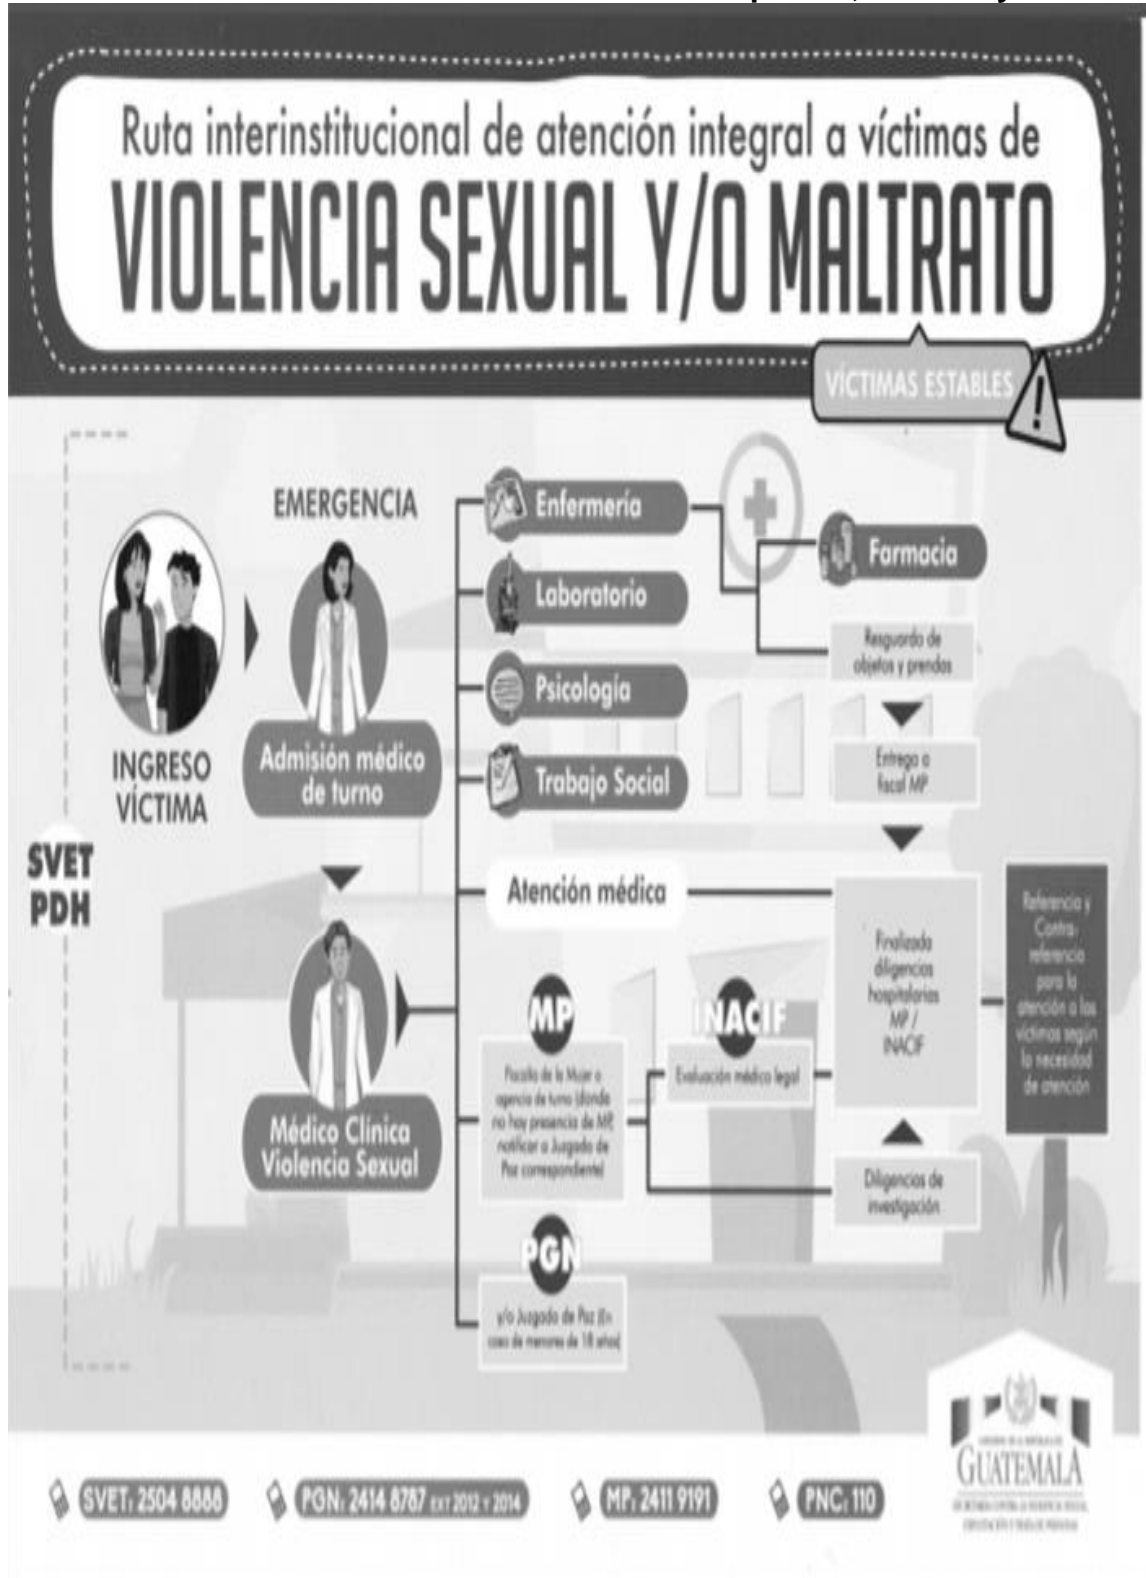 Ruta interinstitucional de atención integral a víctimas de
VIOLENCIA SEXUAL Y/O MALTRATO
VÍCTIMAS ESTABLES
!
EMERGENCIA
INGRESO
VÍCTIMA
Admisión médico
de turno
SVET
PDH
Médico Clínica
Violencia Sexual
Enfermería
Laboratorio
Psicología
Trabajo Social
Farmacia
Resguardo de
objetos y prendas
Entrega a
fiscal MP
Atención médica
MP
Fiscalía de la Mujer o
agencia de turno (donde
no hay presencia de MP,
notificar a Juzgado de
Paz correspondiente)
INACIF
Evaluación médico legal
Finalizada
diligencias
hospitalarias
MP /
INACIF
Referencia y
Contra-
referencia
para la
atención a las
víctimas según
la necesidad
de atención
Diligencias de
investigación
PGN
y/o Juzgado de Paz (En
caso de menores de 18 años)
SVET: 2504 8888
PGN: 2414 8787 EXT 2012 Y 2014
MP: 2411 9191
PNC: 110
GUATEMALA